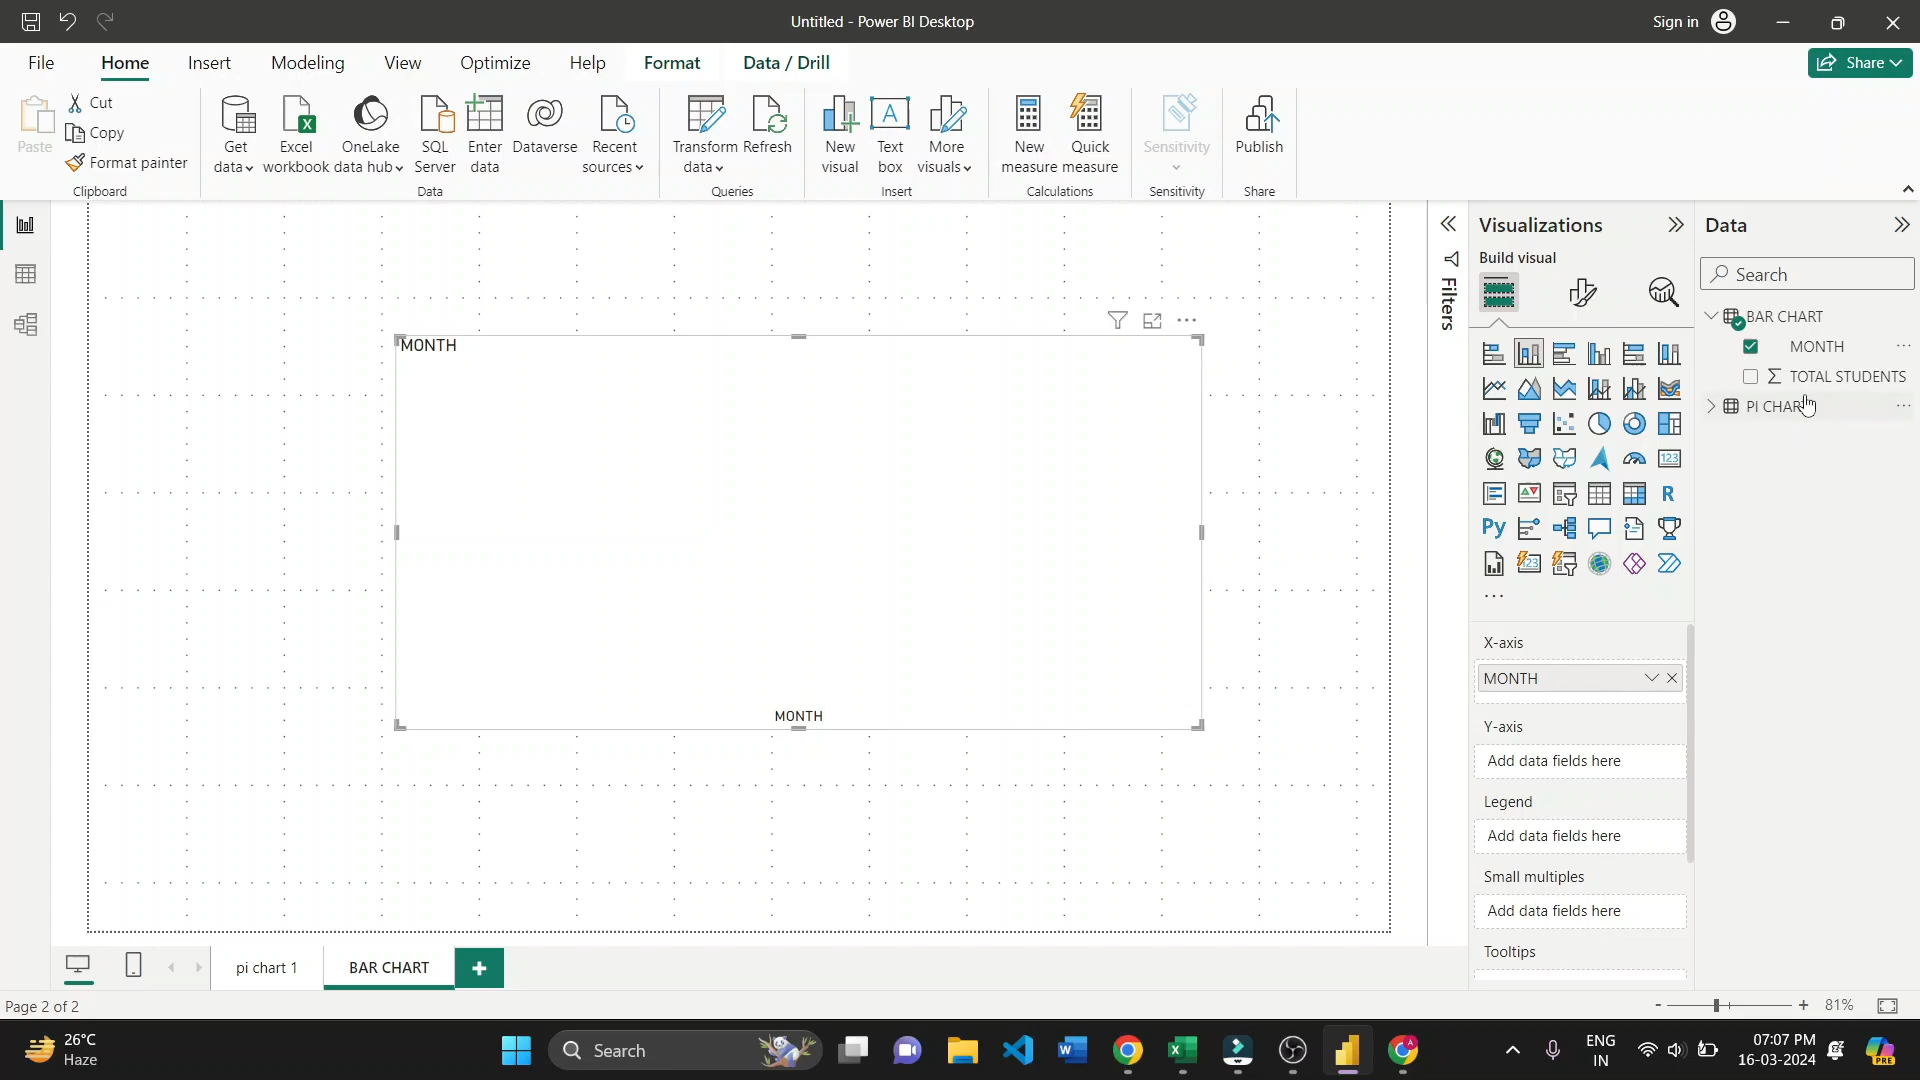 Untitled - Power BI Desktop
Sign in
File
Home
Insert
Modeling
View
Optimize
Help
Format
Data / Drill
Share
Paste
Cut
Copy
Format painter
Clipboard
Get data
Excel workbook
OneLake data hub
SQL Server
Enter data
Dataverse
Recent sources
Data
Transform data
Refresh
Queries
New visual
Text box
More visuals
Insert
New measure
Quick measure
Calculations
Sensitivity
Sensitivity
Publish
Share
MONTH
MONTH
Filters
Visualizations
Build visual
123
R
Py
123
X-axis
MONTH
Y-axis
Add data fields here
Legend
Add data fields here
Small multiples
Add data fields here
Tooltips
Data
Search
BAR CHART
MONTH
Σ TOTAL STUDENTS
PI CHAR
pi chart 1
BAR CHART
Page 2 of 2
81%
26°C
Haze
Search
ENG
IN
07:07 PM
16-03-2024
PRE